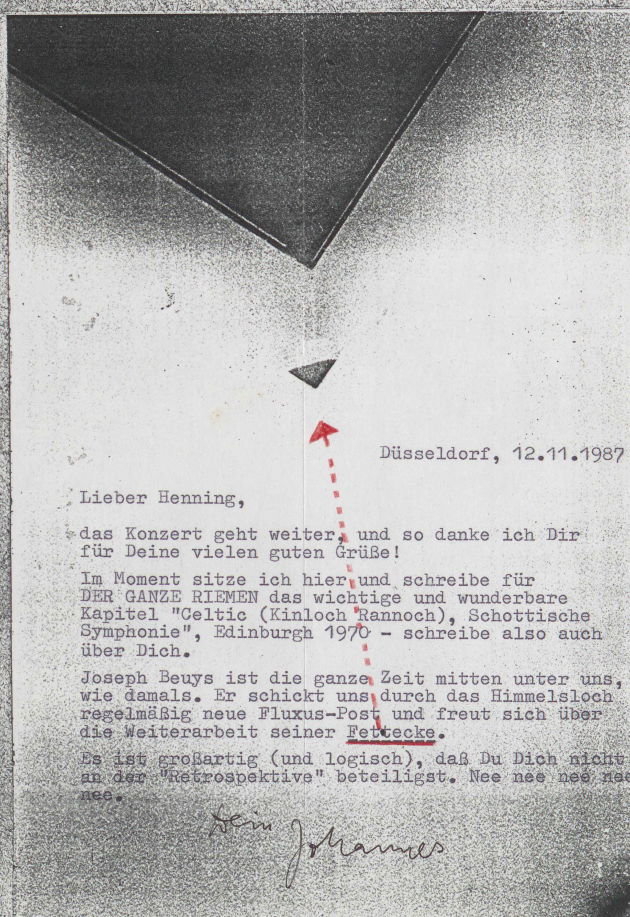 Düsseldorf, 12.11.1987
Lieber Henning,
das Konzert geht weiter, und so danke ich Dir
für Deine vielen guten Grüße!
Im Moment sitze ich hier und schreibe für
DER GANZE RIEMEN das wichtige und wunderbare
Kapitel "Celtic (Kinloch Rannoch), Schottische
Symphonie", Edinburgh 1970 - schreibe also auch
über Dich.
Joseph Beuys ist die ganze Zeit mitten unter uns,
wie damals. Er schickt uns durch das Himmelsloch
regelmäßig neue Fluxus-Post und freut sich über
die Weiterarbeit seiner Fettecke.
Es ist großartig (und logisch), daß Du Dich nicht
an der "Retrospektive" beteiligst. Nee nee nee nee
nee.
Dein Johannes